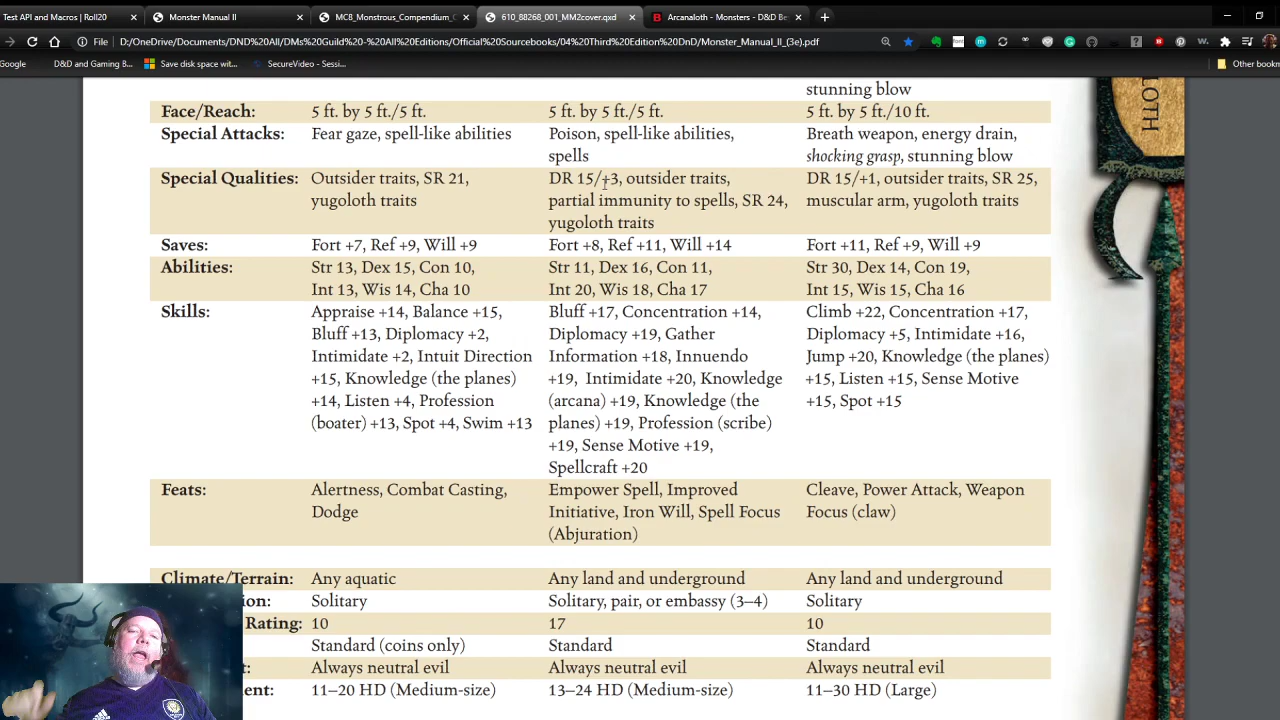 Test API and Macros | Roll20
Monster Manual II
MC8_Monstrous_Compendium_
610_88268_001_MM2cover.qxd
Arcanaloth - Monsters - D&D Be
File
D:/OneDrive/Documents/DND%20All/DMs%20Guild%20-%20All%20Editions/Official%20Sourcebooks/04%20Third%20Edition%20DnD/Monster_Manual_II_(3e).pdf
Google
D&D and Gaming B...
Save disk space wit...
SecureVideo - Sessi...
Other bookm
stunning blow
LOTH
Face/Reach: 5 ft. by 5 ft./5 ft. 5 ft. by 5 ft./5 ft. 5 ft. by 5 ft./10 ft.
Special Attacks: Fear gaze, spell-like abilities Poison, spell-like abilities, Breath weapon, energy drain,
spells shocking grasp, stunning blow
Special Qualities: Outsider traits, SR 21, DR 15/+3, outsider traits, DR 15/+1, outsider traits, SR 25,
yugoloth traits partial immunity to spells, SR 24, muscular arm, yugoloth traits
yugoloth traits
Saves: Fort +7, Ref +9, Will +9 Fort +8, Ref +11, Will +14 Fort +11, Ref +9, Will +9
Abilities: Str 13, Dex 15, Con 10, Str 11, Dex 16, Con 11, Str 30, Dex 14, Con 19,
Int 13, Wis 14, Cha 10 Int 20, Wis 18, Cha 17 Int 15, Wis 15, Cha 16
Skills: Appraise +14, Balance +15, Bluff +17, Concentration +14, Climb +22, Concentration +17,
Bluff +13, Diplomacy +2, Diplomacy +19, Gather Diplomacy +5, Intimidate +16,
Intimidate +2, Intuit Direction Information +18, Innuendo Jump +20, Knowledge (the planes)
+15, Knowledge (the planes) +19, Intimidate +20, Knowledge +15, Listen +15, Sense Motive
+14, Listen +4, Profession (arcana) +19, Knowledge (the +15, Spot +15
(boater) +13, Spot +4, Swim +13 planes) +19, Profession (scribe)
+19, Sense Motive +19,
Spellcraft +20
Feats: Alertness, Combat Casting, Empower Spell, Improved Cleave, Power Attack, Weapon
Dodge Initiative, Iron Will, Spell Focus Focus (claw)
(Abjuration)
Climate/Terrain: Any aquatic Any land and underground Any land and underground
ion: Solitary Solitary, pair, or embassy (3–4) Solitary
Rating: 10 17 10
Standard (coins only) Standard Standard
t: Always neutral evil Always neutral evil Always neutral evil
ent: 11–20 HD (Medium-size) 13–24 HD (Medium-size) 11–30 HD (Large)